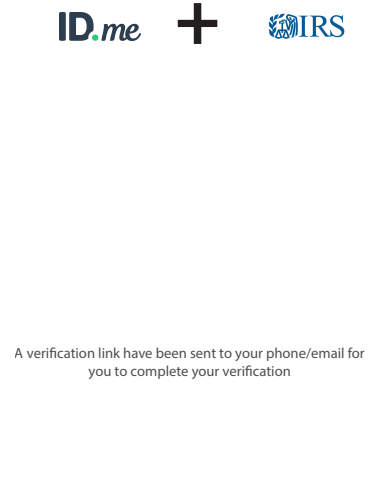 ID.me + IRS
A verification link have been sent to your phone/email for
you to complete your verification